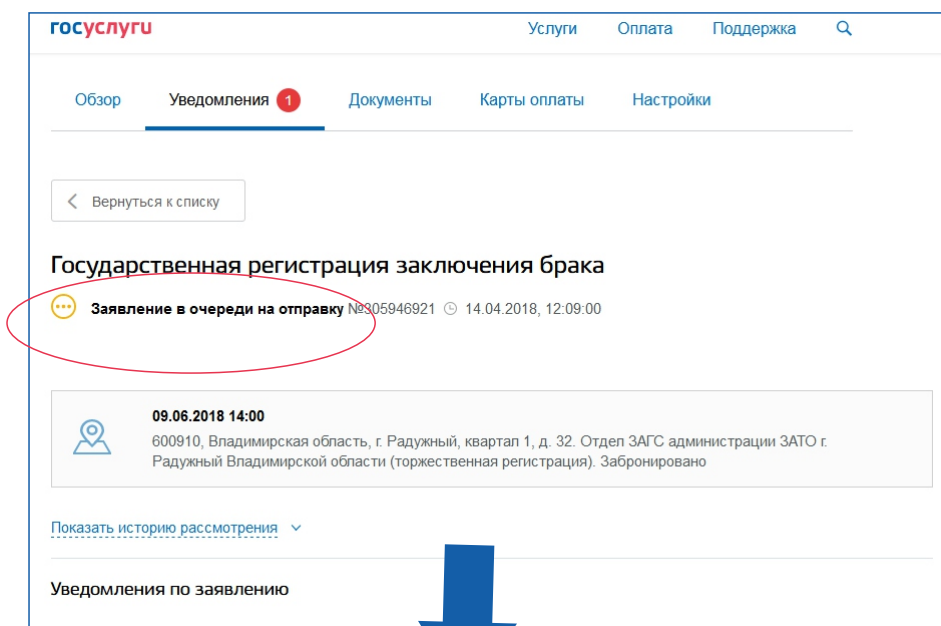 госуслуги Услуги Оплата Поддержка
Обзор Уведомления 1 Документы Карты оплаты Настройки
Вернуться к списку
Государственная регистрация заключения брака
Заявление в очереди на отправку №305946921 14.04.2018, 12:09:00
09.06.2018 14:00
600910, Владимирская область, г. Радужный, квартал 1, д. 32. Отдел ЗАГС администрации ЗАТО г.
Радужный Владимирской области (торжественная регистрация). Забронировано
Показать историю рассмотрения
Уведомления по заявлению